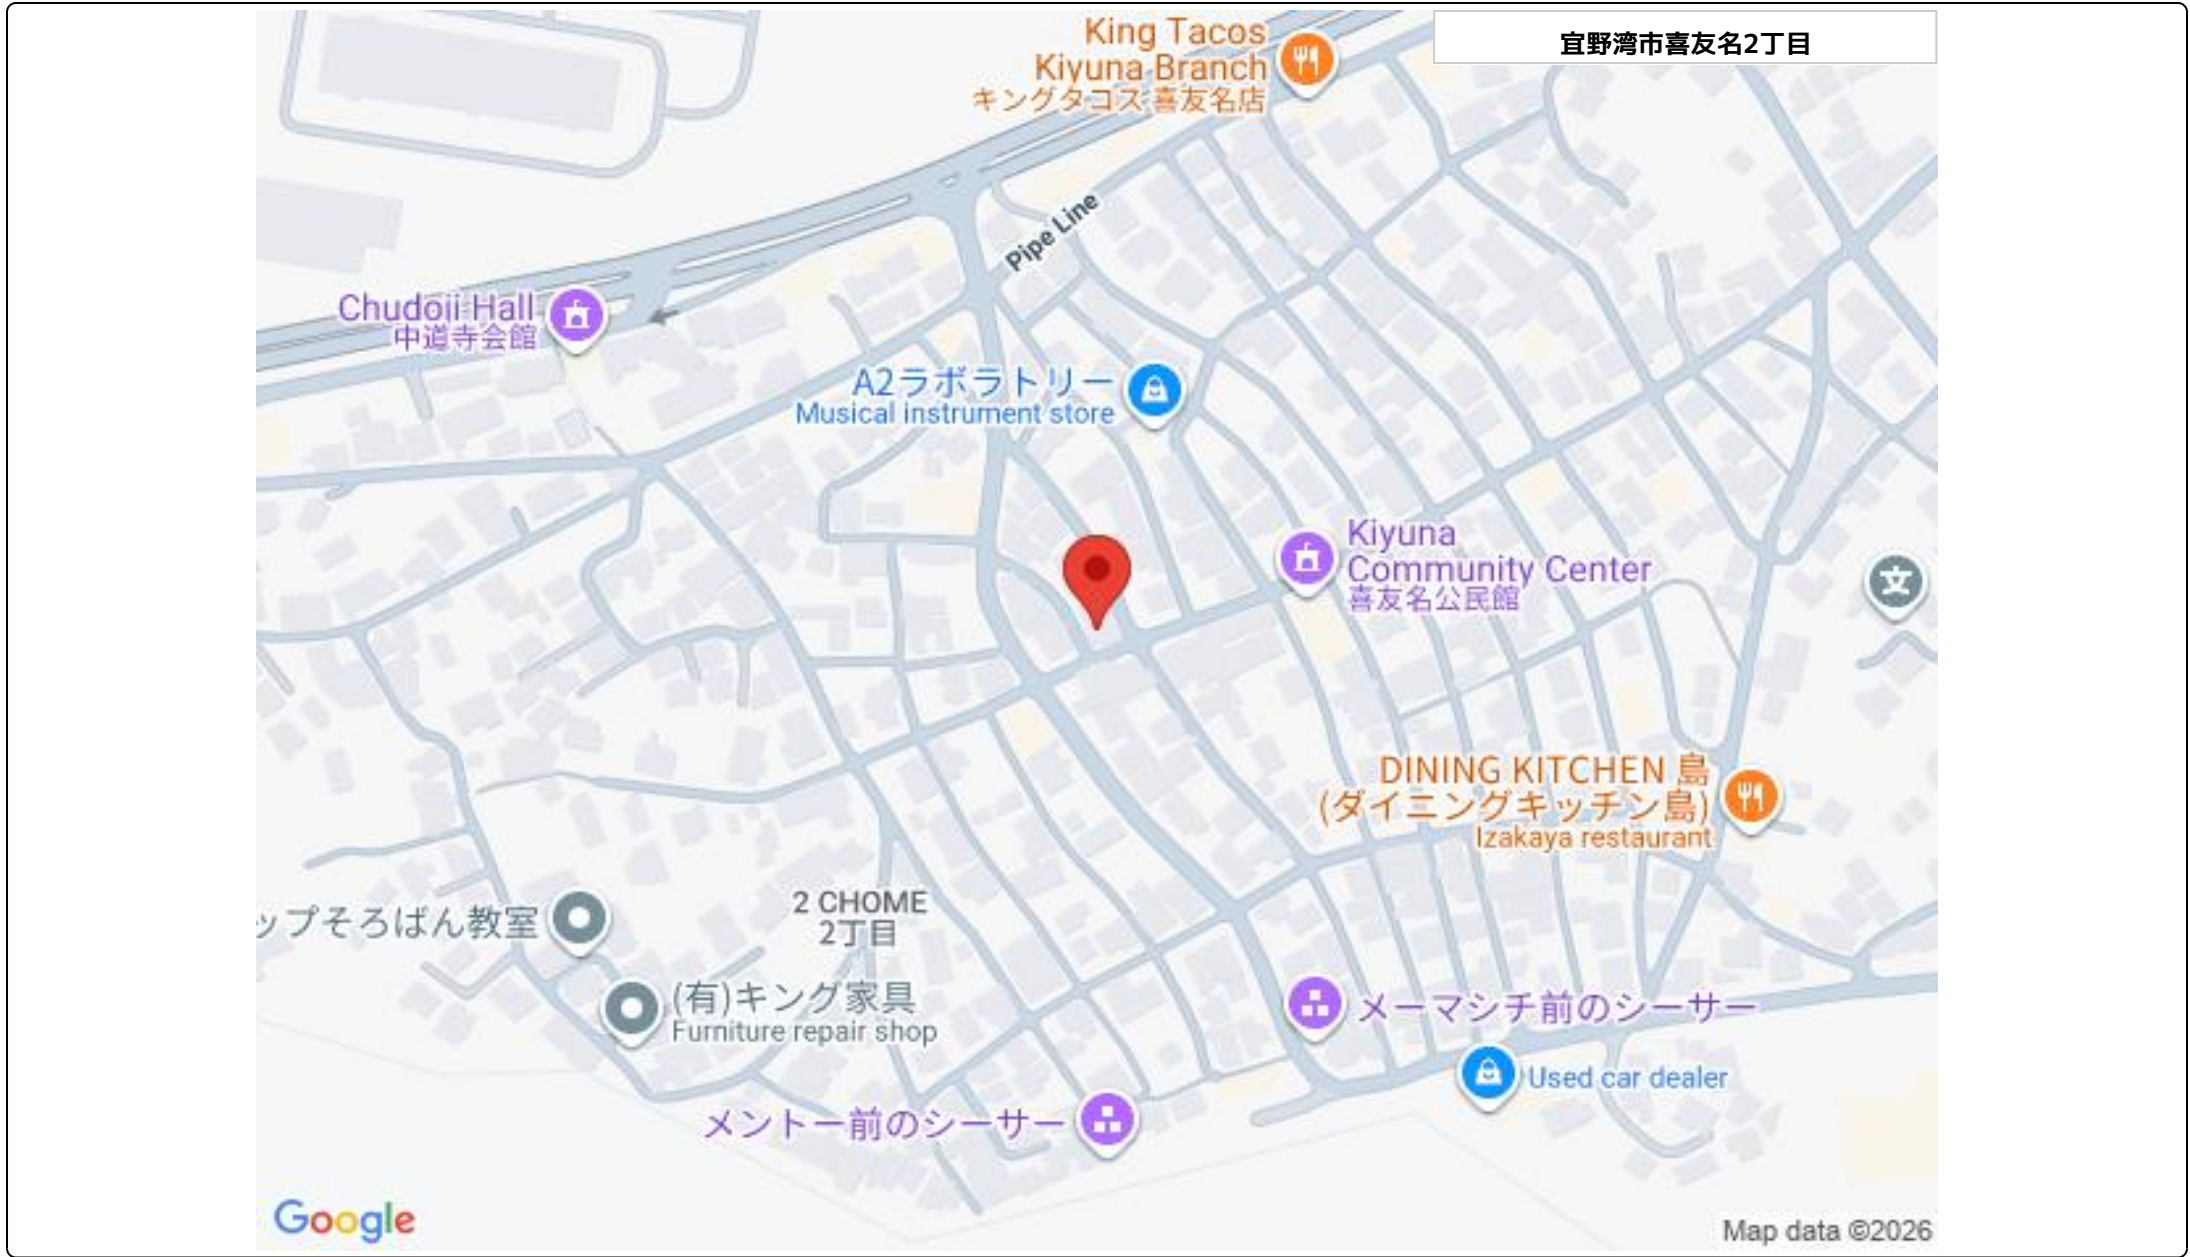 宜野湾市喜友名2丁目
King Tacos
Kiyuna Branch
キングタコス 喜友名店
Pipe Line
Chudoji Hall
中道寺会館
A2ラボラトリー
Musical instrument store
Kiyuna
Community Center
喜友名公民館
文
DINING KITCHEN 島
(ダイニングキッチン島)
Izakaya restaurant
2 CHOME
2丁目
ップそろばん教室
(有)キング家具
Furniture repair shop
メーマシチ前のシーサー
Used car dealer
メントー前のシーサー
Google
Map data ©2026